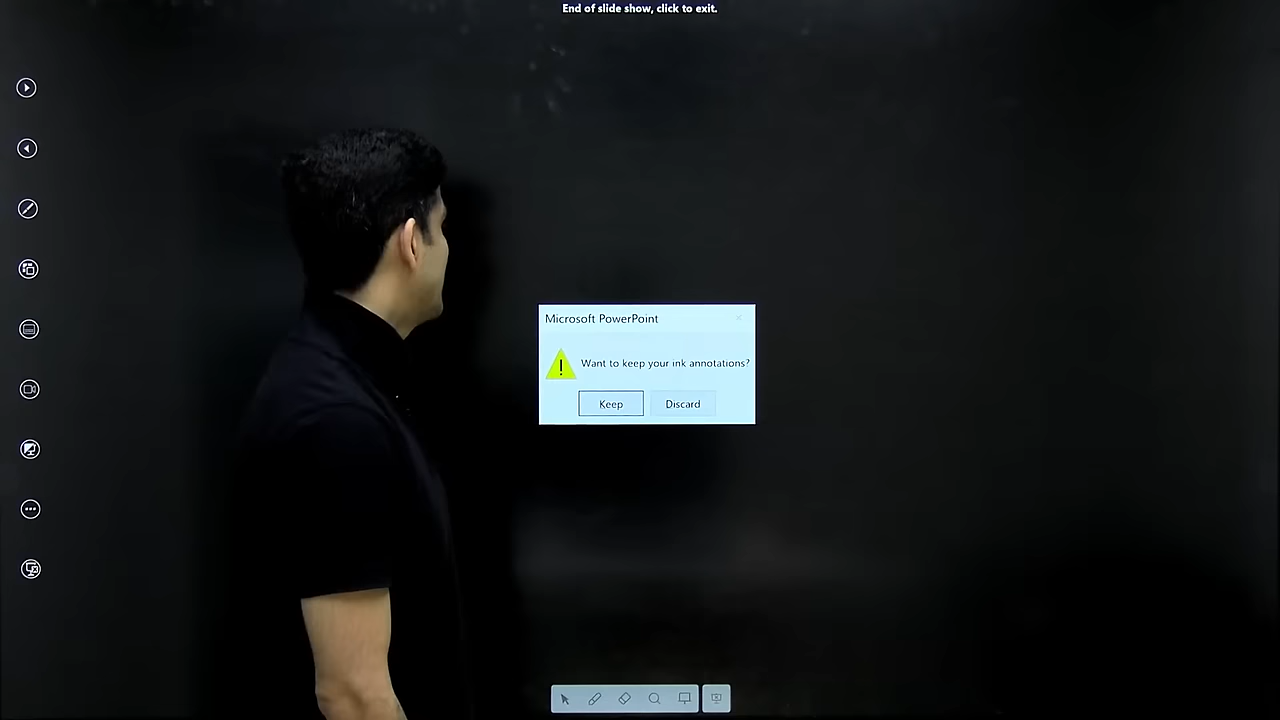 End of slide show, click to exit.
Microsoft PowerPoint
Want to keep your ink annotations?
Keep
Discard